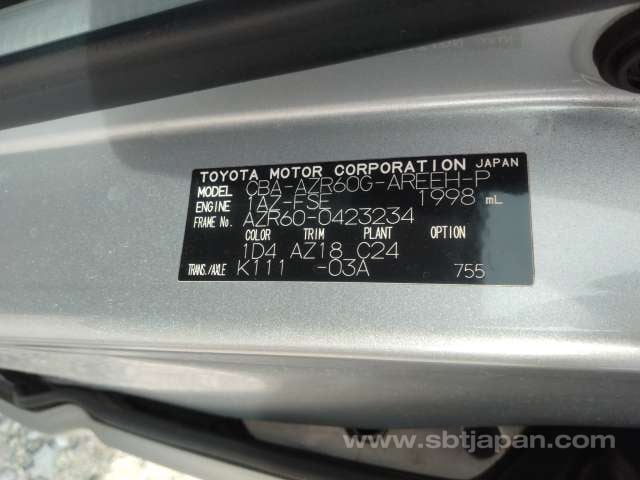 TOYOTA MOTOR CORPORATION JAPAN
MODEL CBA-AZR60G-AREEH-P
ENGINE 1AZ-FSE 1998 mL
FRAME No. AZR60-0423234
COLOR TRIM PLANT OPTION
1D4 AZ18 C24
TRANS./AXLE K111 -03A 755
www.sbtjapan.com